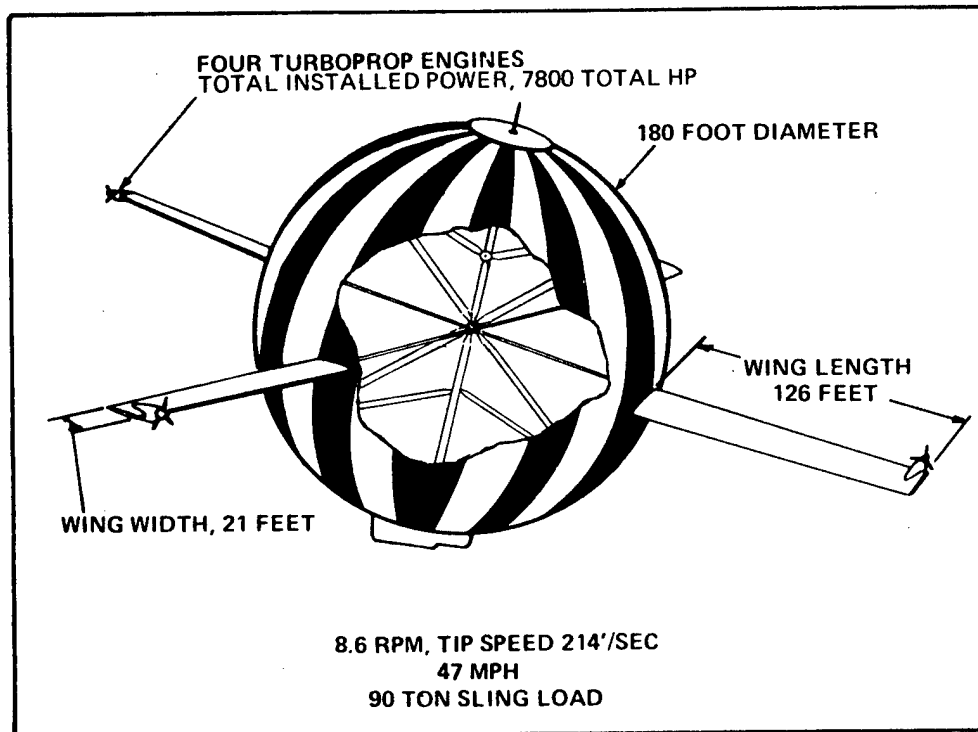 FOUR TURBOPROP ENGINES
TOTAL INSTALLED POWER, 7800 TOTAL HP
180 FOOT DIAMETER
WING LENGTH
126 FEET
WING WIDTH, 21 FEET
8.6 RPM, TIP SPEED 214'/SEC
47 MPH
90 TON SLING LOAD